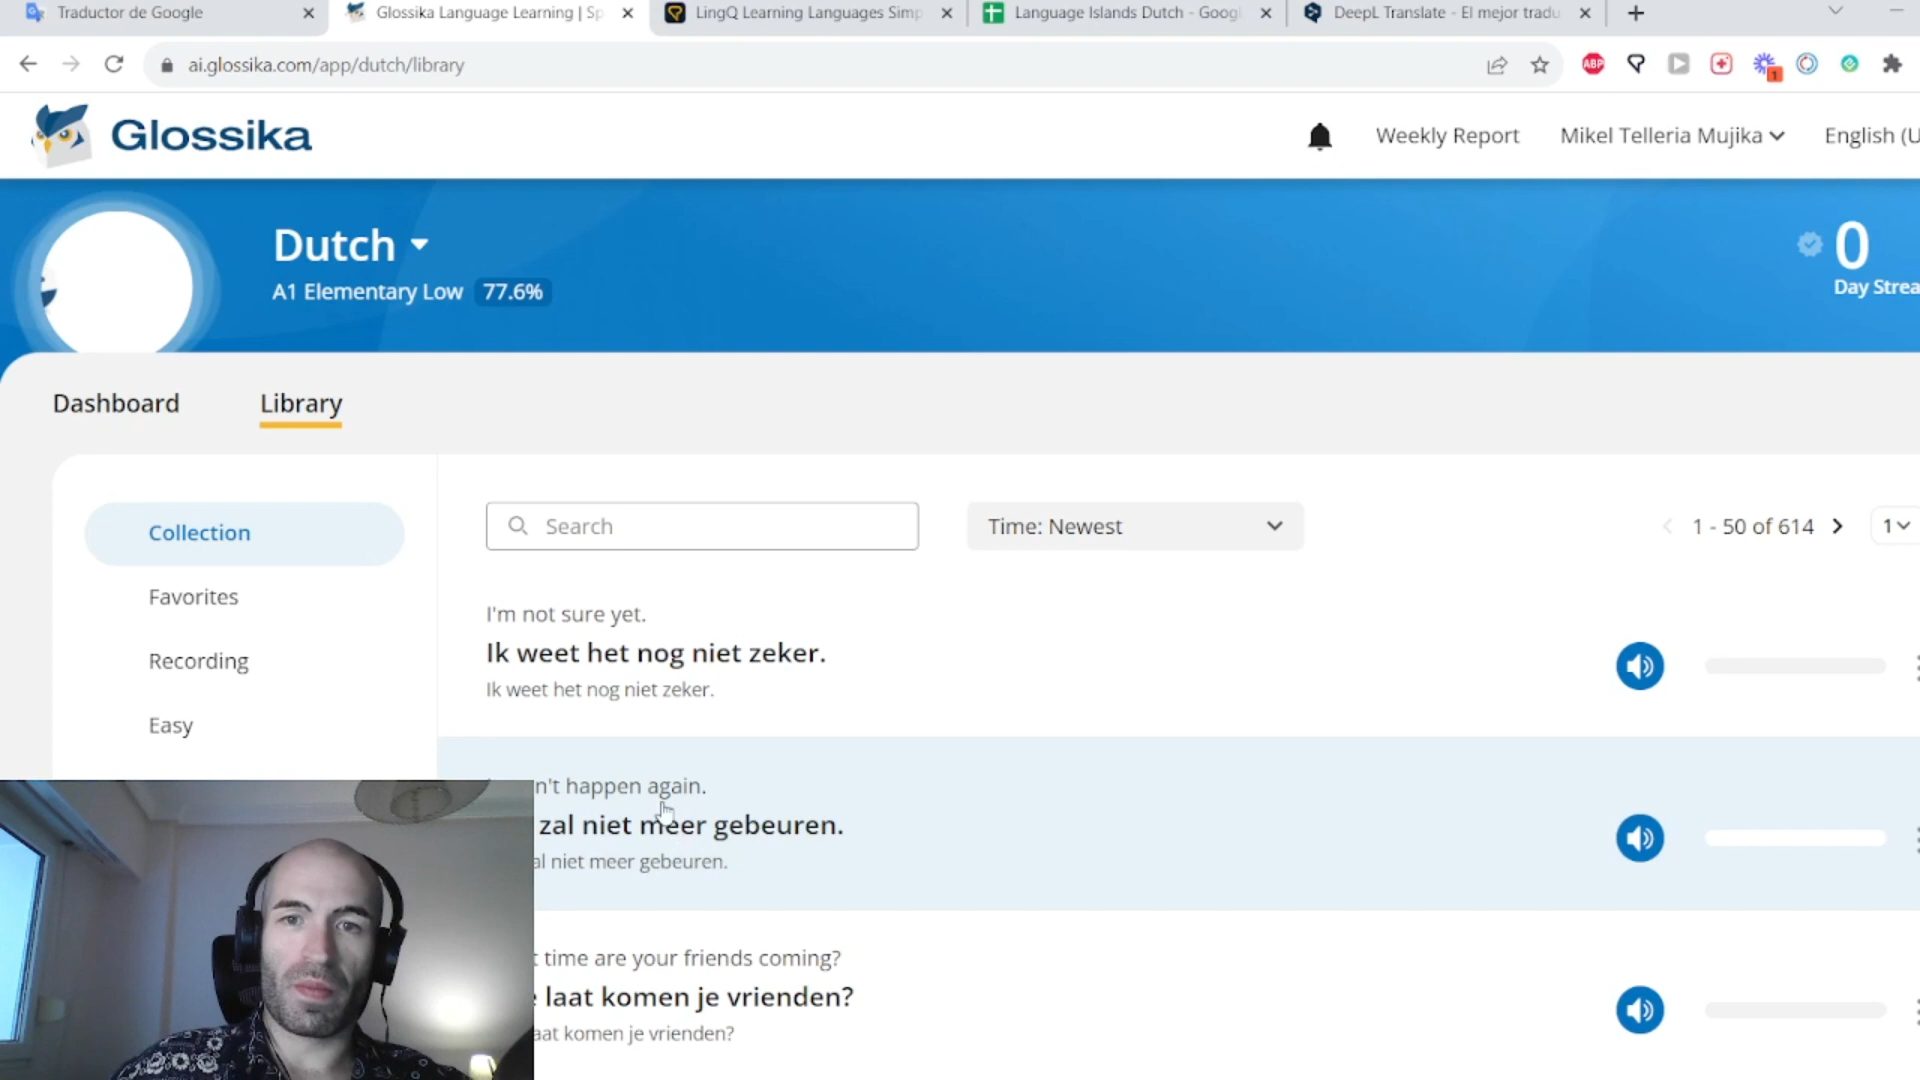 Traductor de Google
Glossika Language Learning | Sp
LingQ Learning Languages Simp
Language Islands Dutch - Googl
DeepL Translate - El mejor tradu
ai.glossika.com/app/dutch/library
ABP
1
Glossika
Weekly Report
Mikel Telleria Mujika
English (U
Dutch
A1 Elementary Low 77.6%
0
Day Strea
Dashboard
Library
Collection
Favorites
Recording
Easy
Search
Time: Newest
1 - 50 of 614
1
I'm not sure yet.
Ik weet het nog niet zeker.
Ik weet het nog niet zeker.
n't happen again.
zal niet meer gebeuren.
al niet meer gebeuren.
t time are your friends coming?
laat komen je vrienden?
aat komen je vrienden?